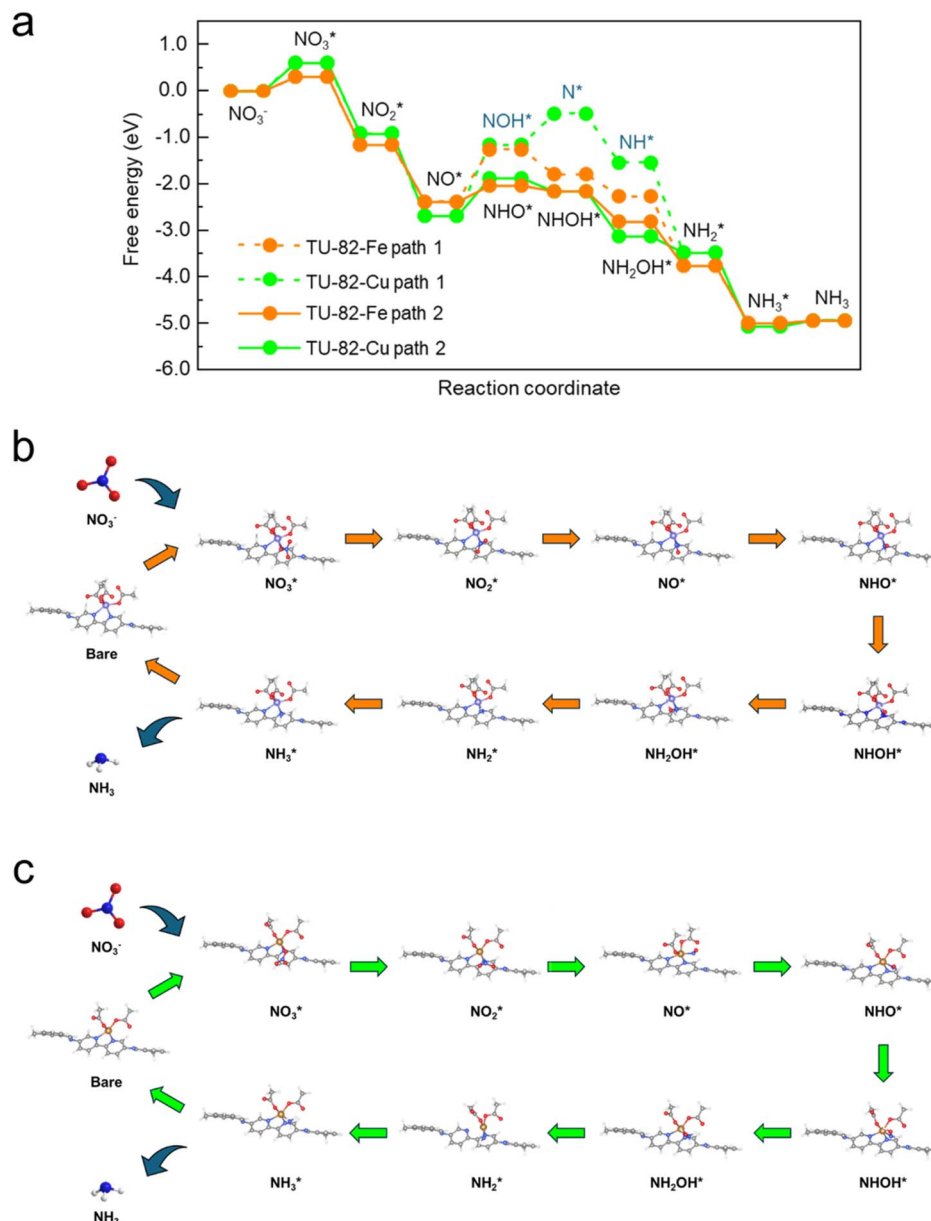 a
1.0
0.0
-1.0
-2.0
-3.0
-4.0
-5.0
-6.0
Free energy (eV)
Reaction coordinate
NO3-
NO3*
NO2*
NO*
NOH*
N*
NH*
NHO*
NHOH*
NH2OH*
NH2*
NH3*
NH3
TU-82-Fe path 1
TU-82-Cu path 1
TU-82-Fe path 2
TU-82-Cu path 2
b
NO3-
NO3*
NO2*
NO*
NHO*
Bare
NH3*
NH2*
NH2OH*
NHOH*
NH3
c
NO3-
NO3*
NO2*
NO*
NHO*
Bare
NH3*
NH2*
NH2OH*
NHOH*
NH3